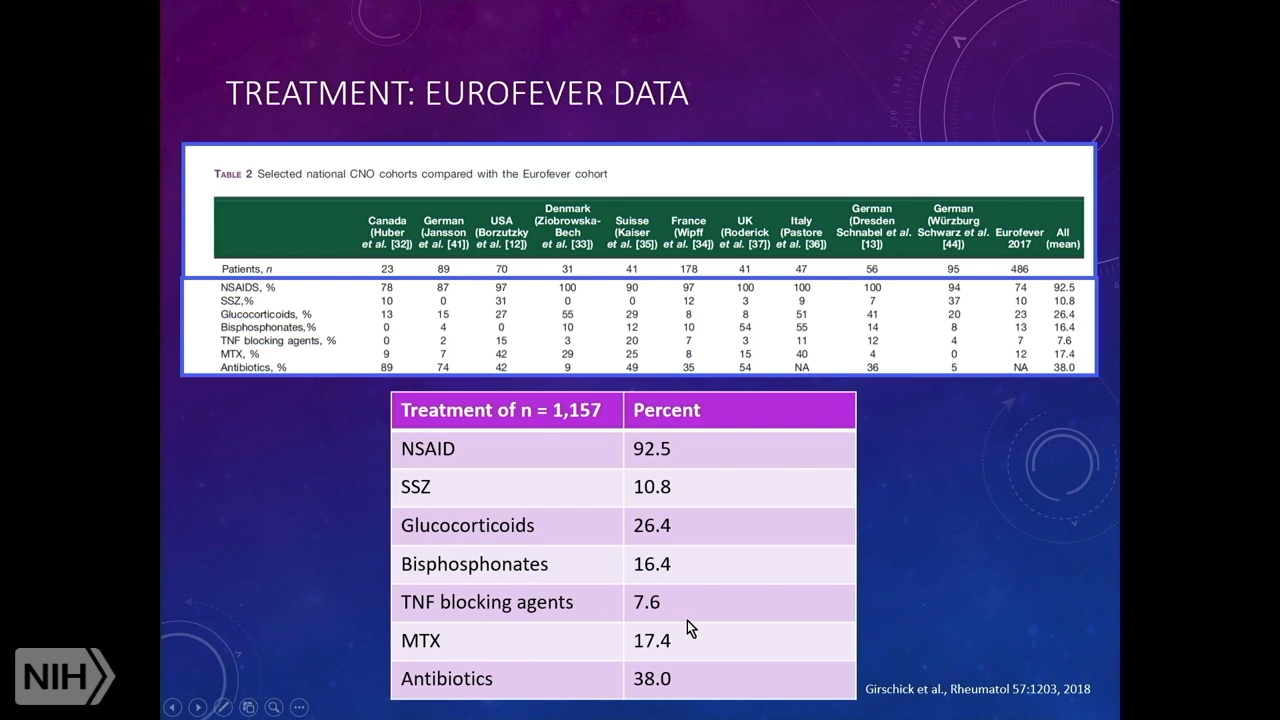 TREATMENT: EUROFEVER DATA
TABLE 2 Selected national CNO cohorts compared with the Eurofever cohort
Canada (Huber et al. [32]) German (Jansson et al. [41]) USA (Borzutzky et al. [12]) Denmark (Ziobrowska-Bech et al. [33]) Suisse (Kaiser et al. [35]) France (Wipff et al. [34]) UK (Roderick et al. [37]) Italy (Pastore et al. [36]) German (Dresden Schnabel et al. [13]) German (Würzburg Schwarz et al. [44]) Eurofever 2017 All (mean)
Patients, n 23 89 70 31 41 178 41 47 56 95 486
NSAIDS, % 78 87 97 100 90 97 100 100 100 94 74 92.5
SSZ,% 10 0 31 0 0 12 3 9 7 37 10 10.8
Glucocorticoids, % 13 15 27 55 29 8 8 51 41 20 23 26.4
Bisphosphonates,% 0 4 0 10 12 10 54 55 14 8 13 16.4
TNF blocking agents, % 0 2 15 3 20 7 3 11 12 4 7 7.6
MTX, % 9 7 42 29 25 8 15 40 4 0 12 17.4
Antibiotics, % 89 74 42 9 49 35 54 NA 36 5 NA 38.0
Treatment of n = 1,157 Percent
NSAID 92.5
SSZ 10.8
Glucocorticoids 26.4
Bisphosphonates 16.4
TNF blocking agents 7.6
MTX 17.4
Antibiotics 38.0
Girschick et al., Rheumatol 57:1203, 2018
NIH